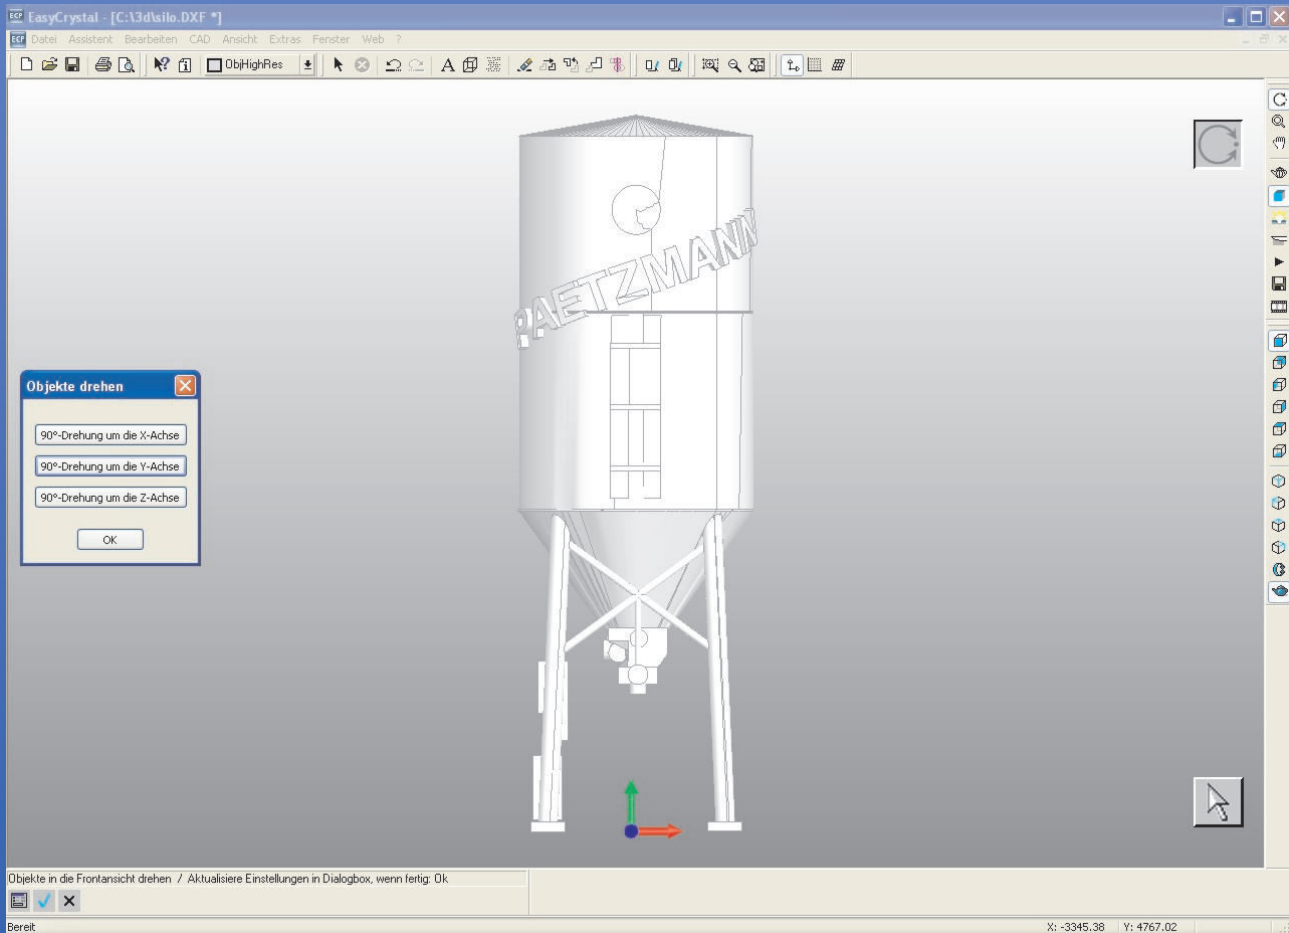 EasyCrystal - [C:\3d\silo.DXF *]
Datei Assistent Bearbeiten CAD Ansicht Extras Fenster Web ?
ObjHighRes
PAETZMANN
Objekte drehen
90°-Drehung um die X-Achse
90°-Drehung um die Y-Achse
90°-Drehung um die Z-Achse
OK
Objekte in die Frontansicht drehen / Aktualisiere Einstellungen in Dialogbox, wenn fertig: Ok
Bereit X: -3345.38 Y: 4767.02